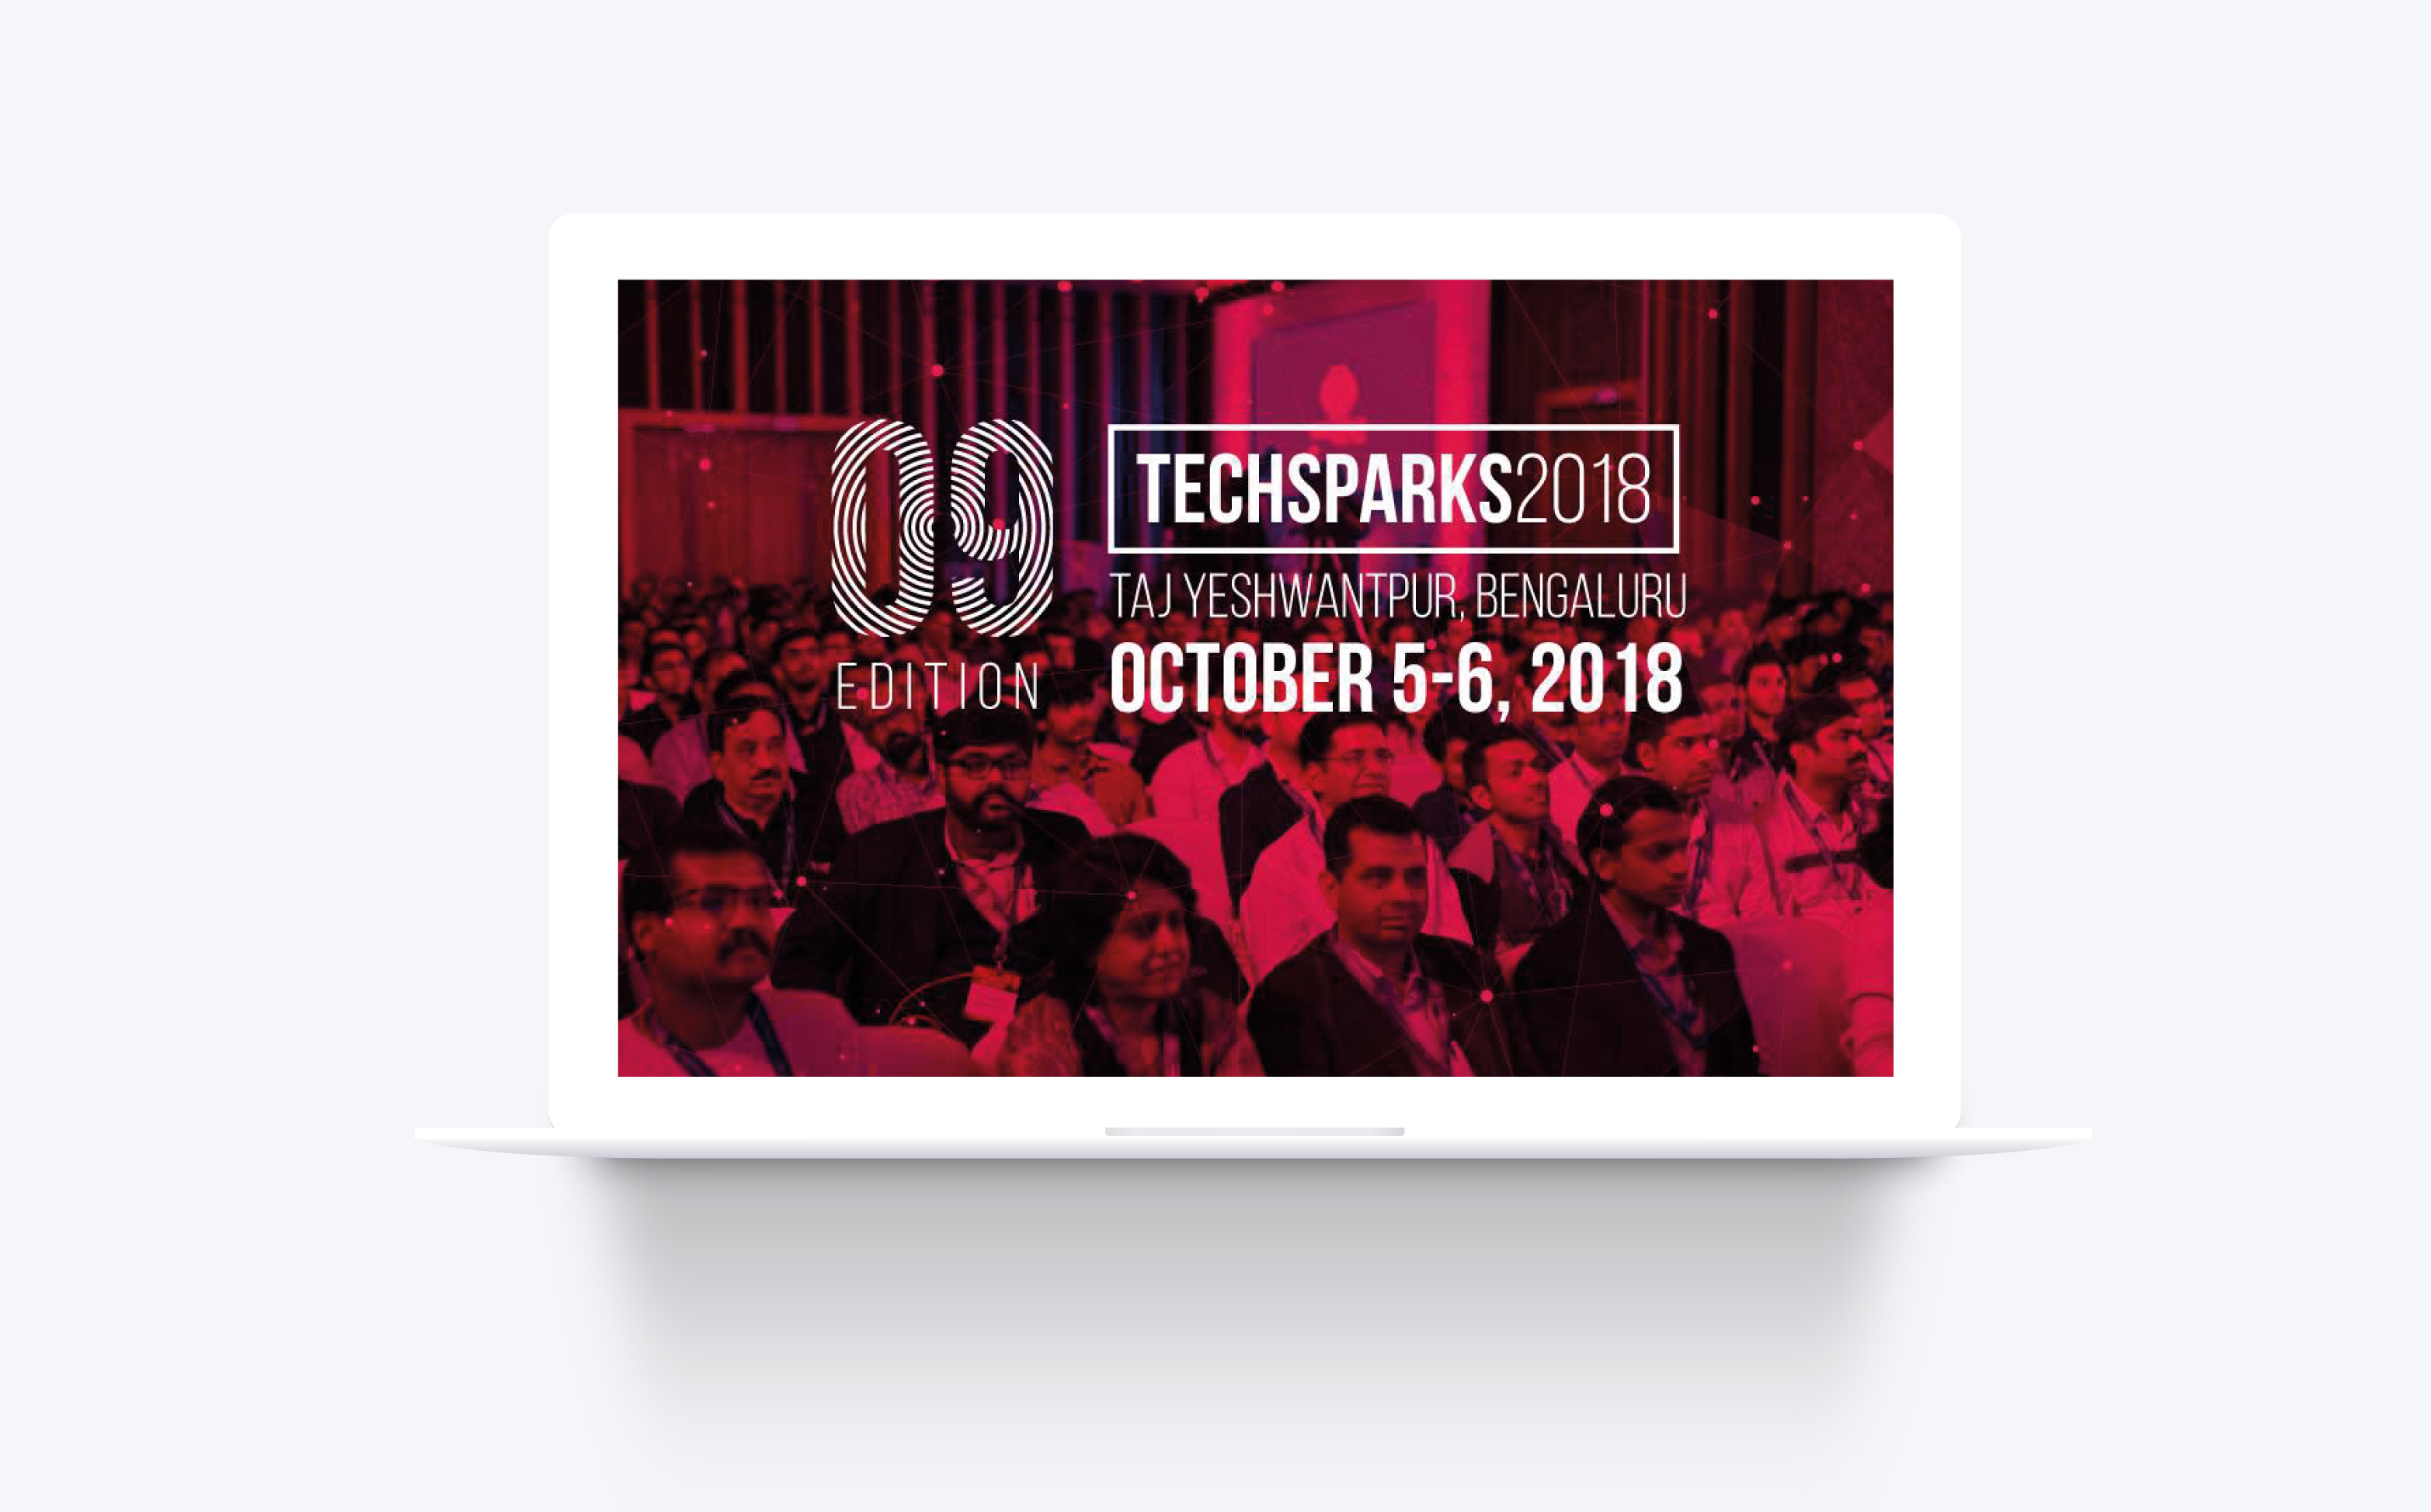 09
EDITION
TECHSPARKS2018
TAJ YESHWANTPUR, BENGALURU
OCTOBER 5-6, 2018